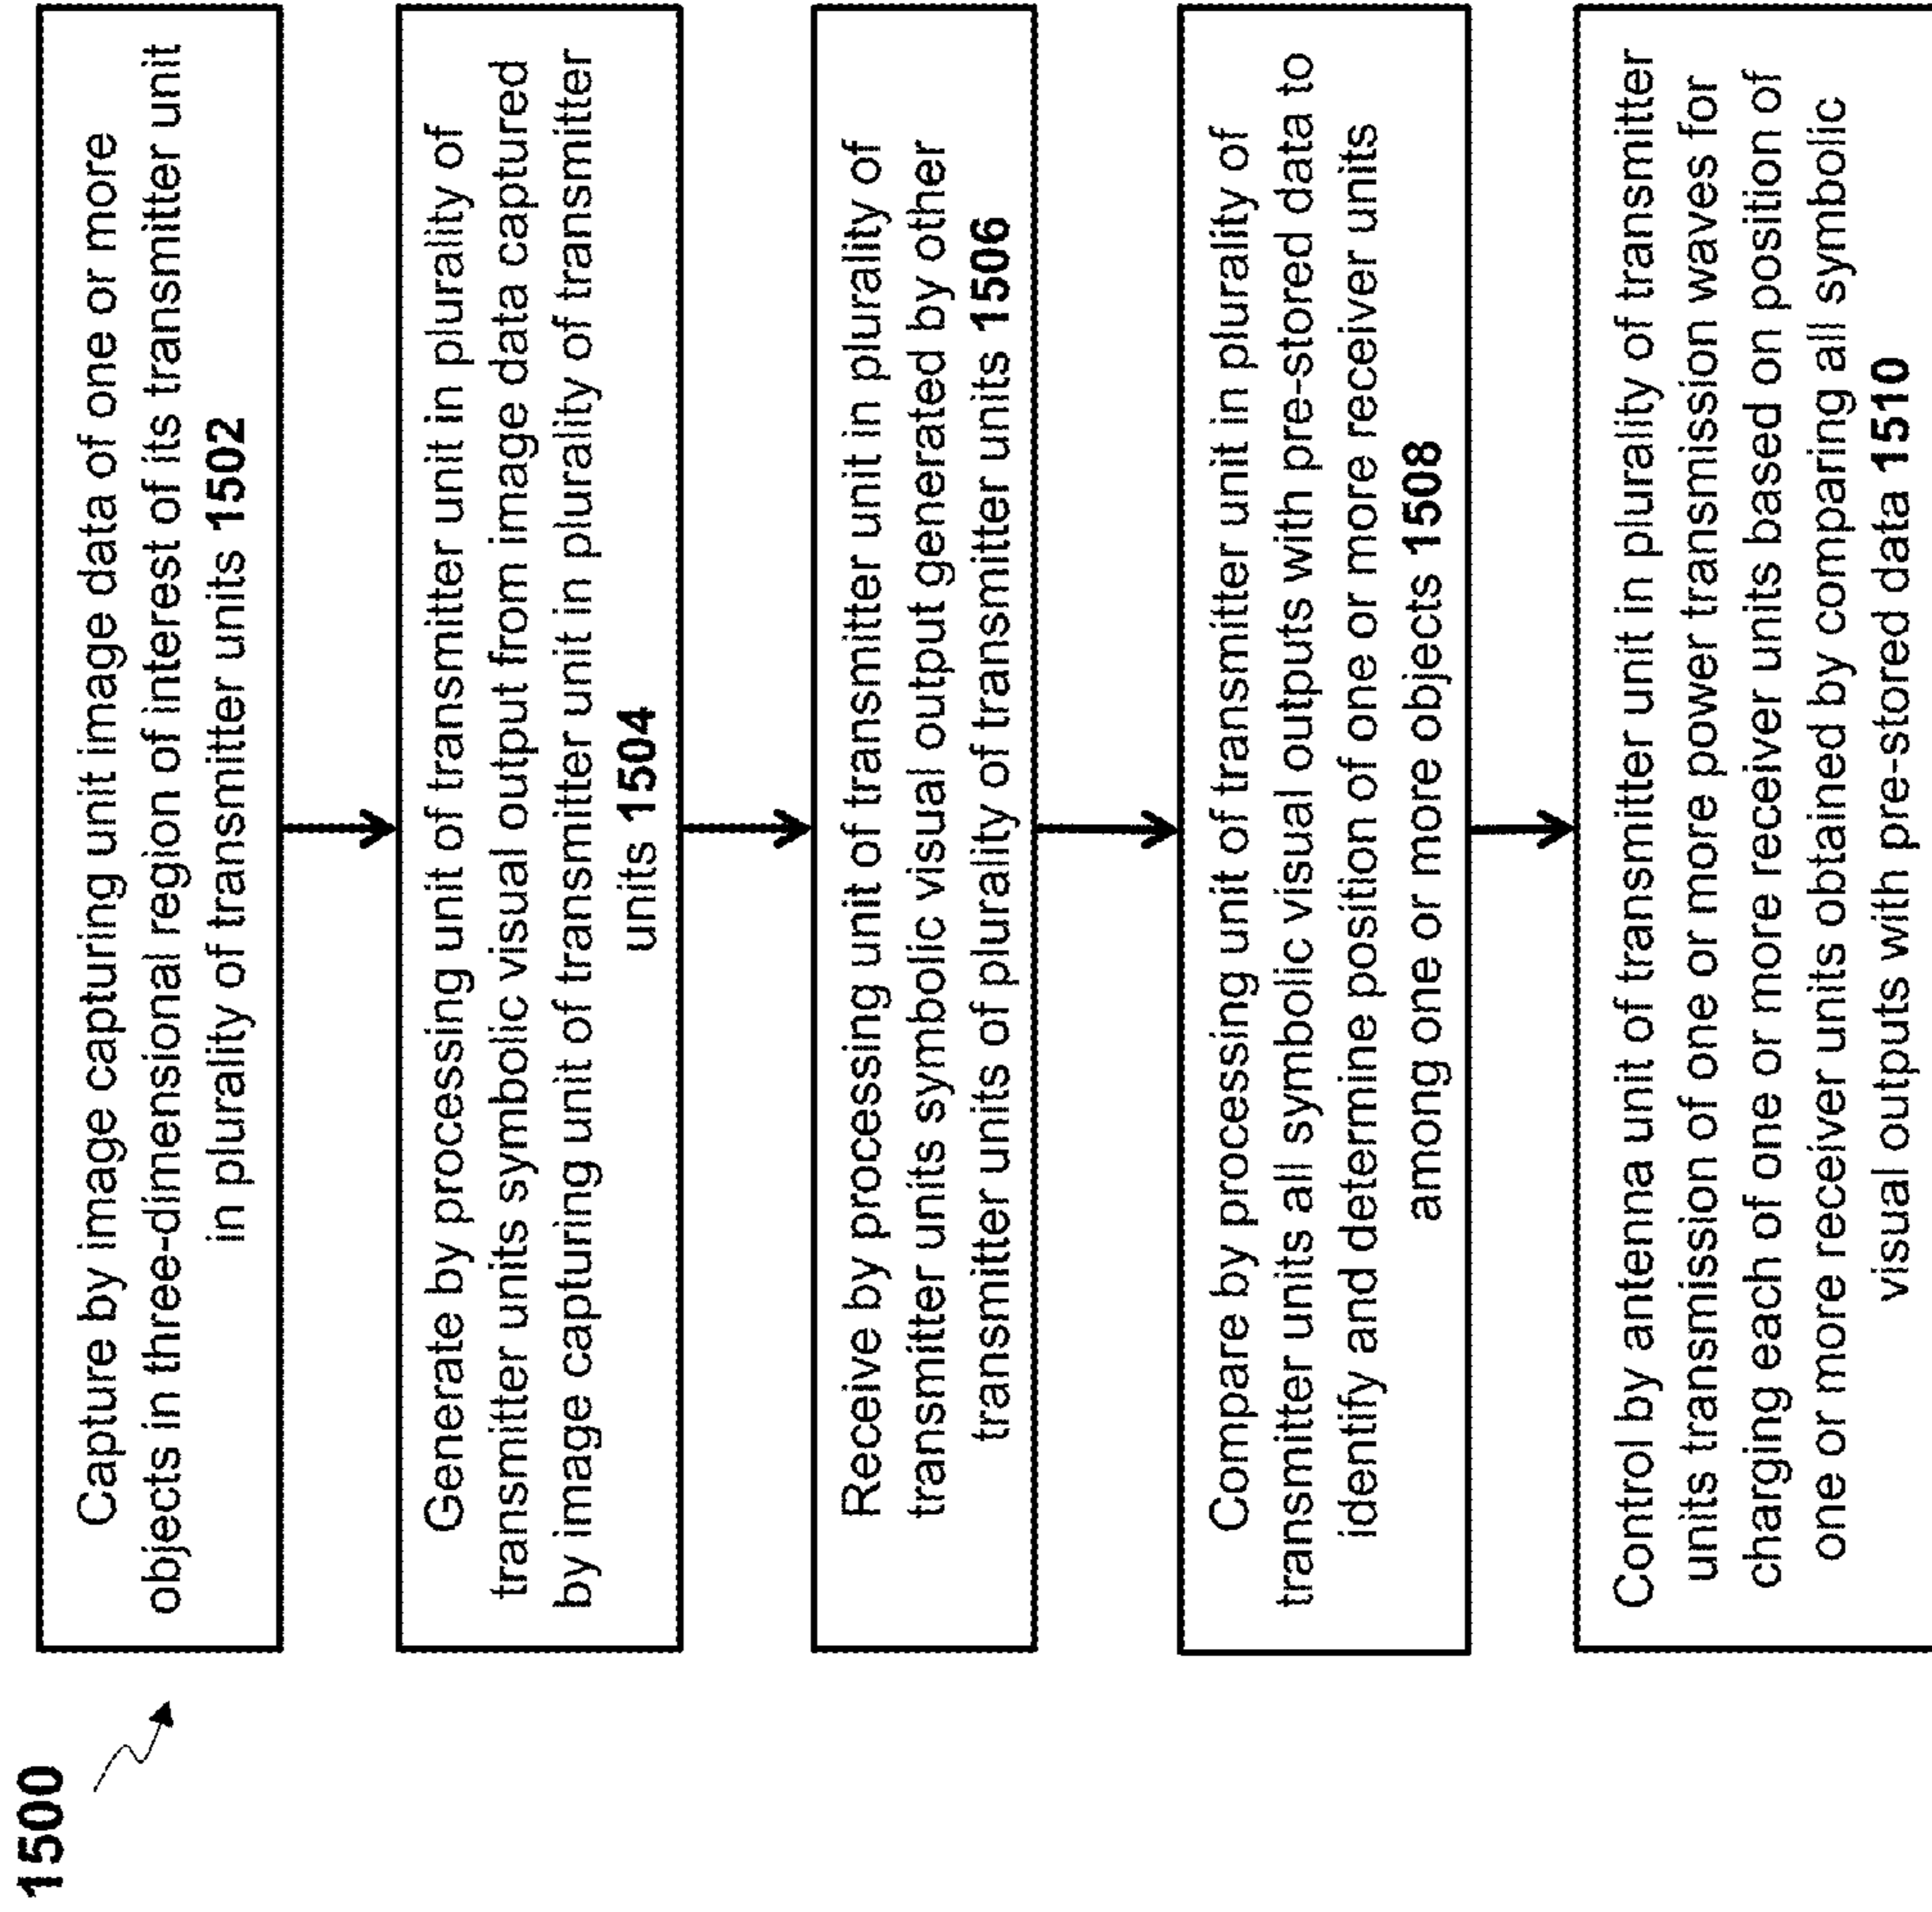 1500
Capture by image capturing unit image data of one or more
objects in three-dimensional region of interest of its transmitter unit
in plurality of transmitter units 1502
Generate by processing unit of transmitter unit in plurality of
transmitter units symbolic visual output from image data captured
by image capturing unit of transmitter unit in plurality of transmitter
units 1504
Receive by processing unit of transmitter unit in plurality of
transmitter units symbolic visual output generated by other
transmitter units of plurality of transmitter units 1506
Compare by processing unit of transmitter unit in plurality of
transmitter units all symbolic visual outputs with pre-stored data to
identify and determine position of one or more receiver units
among one or more objects 1508
Control by antenna unit of transmitter unit in plurality of transmitter
units transmission of one or more power transmission waves for
charging each of one or more receiver units based on position of
one or more receiver units obtained by comparing all symbolic
visual outputs with pre-stored data 1510